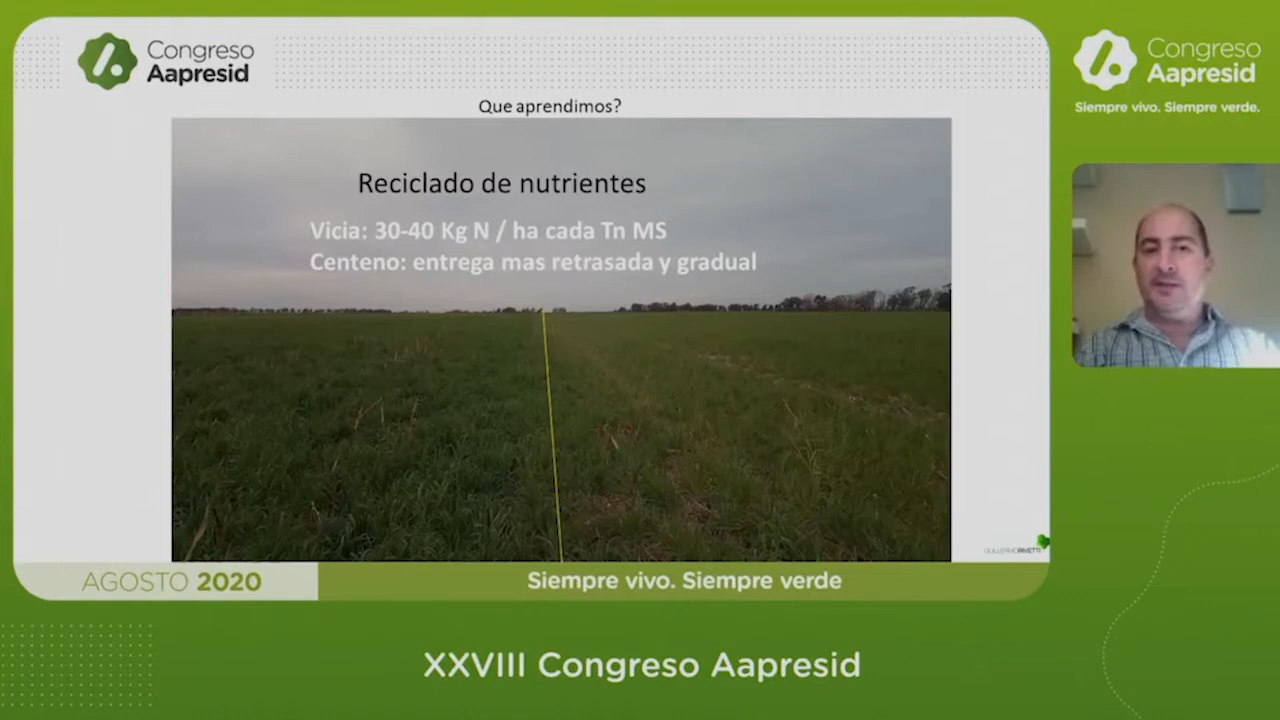 Congreso
Aapresid
Que aprendimos?
Reciclado de nutrientes
Vicia: 30-40 Kg N / ha cada Tn MS
Centeno: entrega mas retrasada y gradual
GUILLERMORIVETTI
AGOSTO 2020
Siempre vivo. Siempre verde
XXVIII Congreso Aapresid
Congreso
Aapresid
Siempre vivo. Siempre verde.